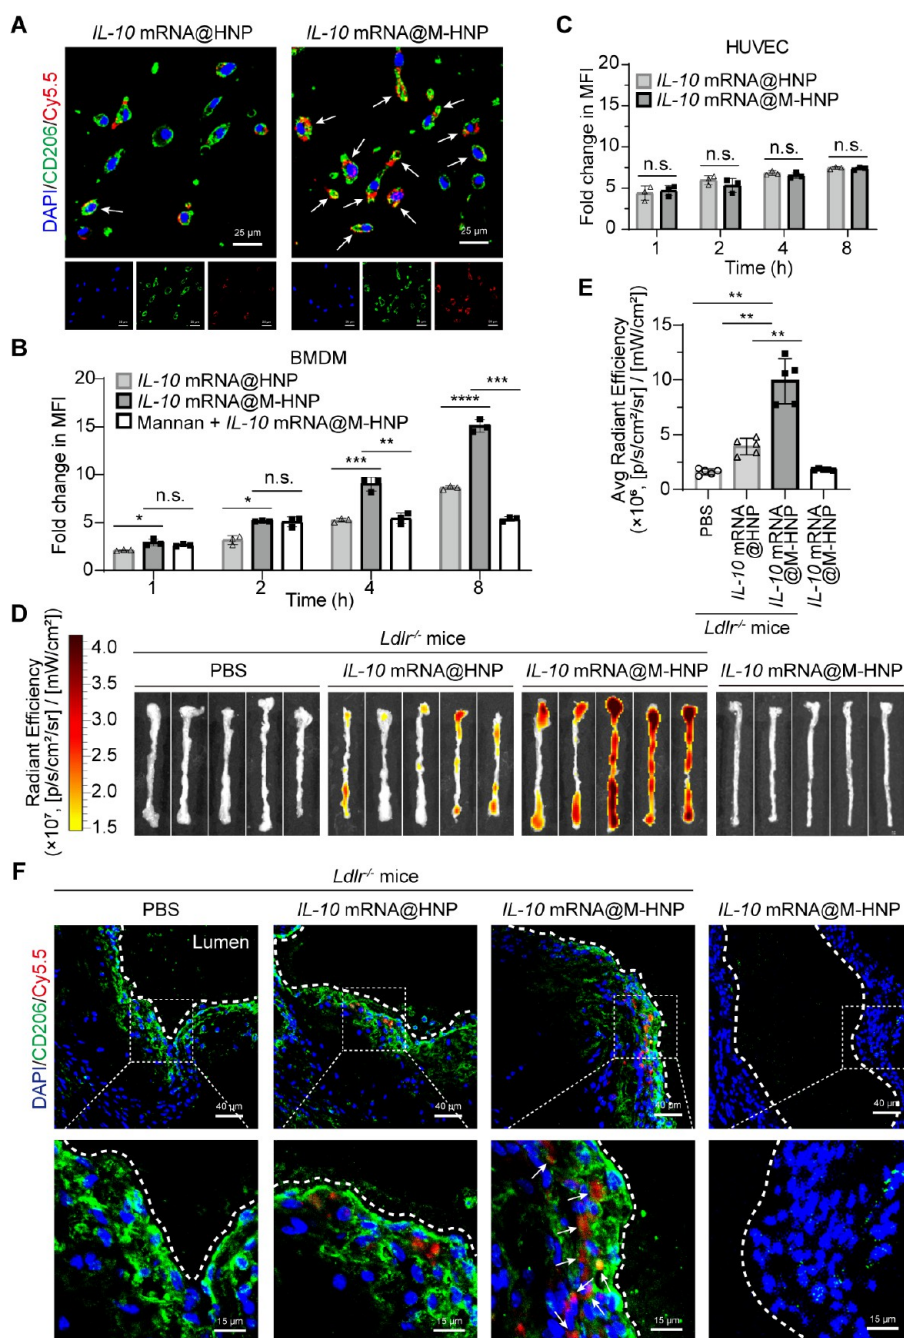 A
IL-10 mRNA@HNP
IL-10 mRNA@M-HNP
DAPI/CD206/Cy5.5
25 µm
25 µm
B
BMDM
Fold change in MFI
20
15
10
5
0
IL-10 mRNA@HNP
IL-10 mRNA@M-HNP
Mannan + IL-10 mRNA@M-HNP
n.s.
*
n.s.
*
**
***
***
****
1 2 4 8
Time (h)
C
HUVEC
Fold change in MFI
20
15
10
5
0
IL-10 mRNA@HNP
IL-10 mRNA@M-HNP
n.s. n.s. n.s. n.s.
1 2 4 8
Time (h)
E
Avg Radiant Efficiency
(×10⁶, [p/s/cm²/sr] / [mW/cm²])
15
10
5
0
**
**
**
PBS
IL-10 mRNA
@HNP
IL-10 mRNA
@M-HNP
IL-10 mRNA
@M-HNP
Ldlr-/- mice
D
Radiant Efficiency
(×10⁷, [p/s/cm²/sr] / [mW/cm²])
4.0
3.5
3.0
2.5
2.0
1.5
Ldlr-/- mice
PBS
IL-10 mRNA@HNP
IL-10 mRNA@M-HNP
IL-10 mRNA@M-HNP
F
Ldlr-/- mice
PBS
IL-10 mRNA@HNP
IL-10 mRNA@M-HNP
IL-10 mRNA@M-HNP
DAPI/CD206/Cy5.5
Lumen
40 µm
40 µm
40 µm
40 µm
15 µm
15 µm
15 µm
15 µm